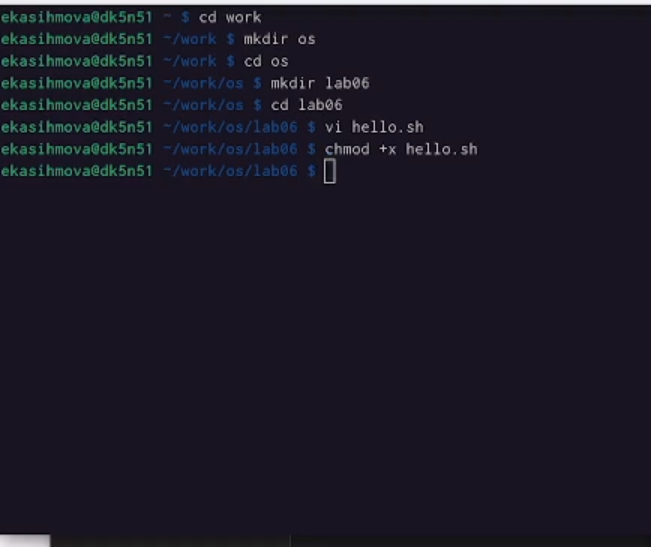 ekasihmova@dk5n51 ~ $ cd work
ekasihmova@dk5n51 ~/work $ mkdir os
ekasihmova@dk5n51 ~/work $ cd os
ekasihmova@dk5n51 ~/work/os $ mkdir lab06
ekasihmova@dk5n51 ~/work/os $ cd lab06
ekasihmova@dk5n51 ~/work/os/lab06 $ vi hello.sh
ekasihmova@dk5n51 ~/work/os/lab06 $ chmod +x hello.sh
ekasihmova@dk5n51 ~/work/os/lab06 $